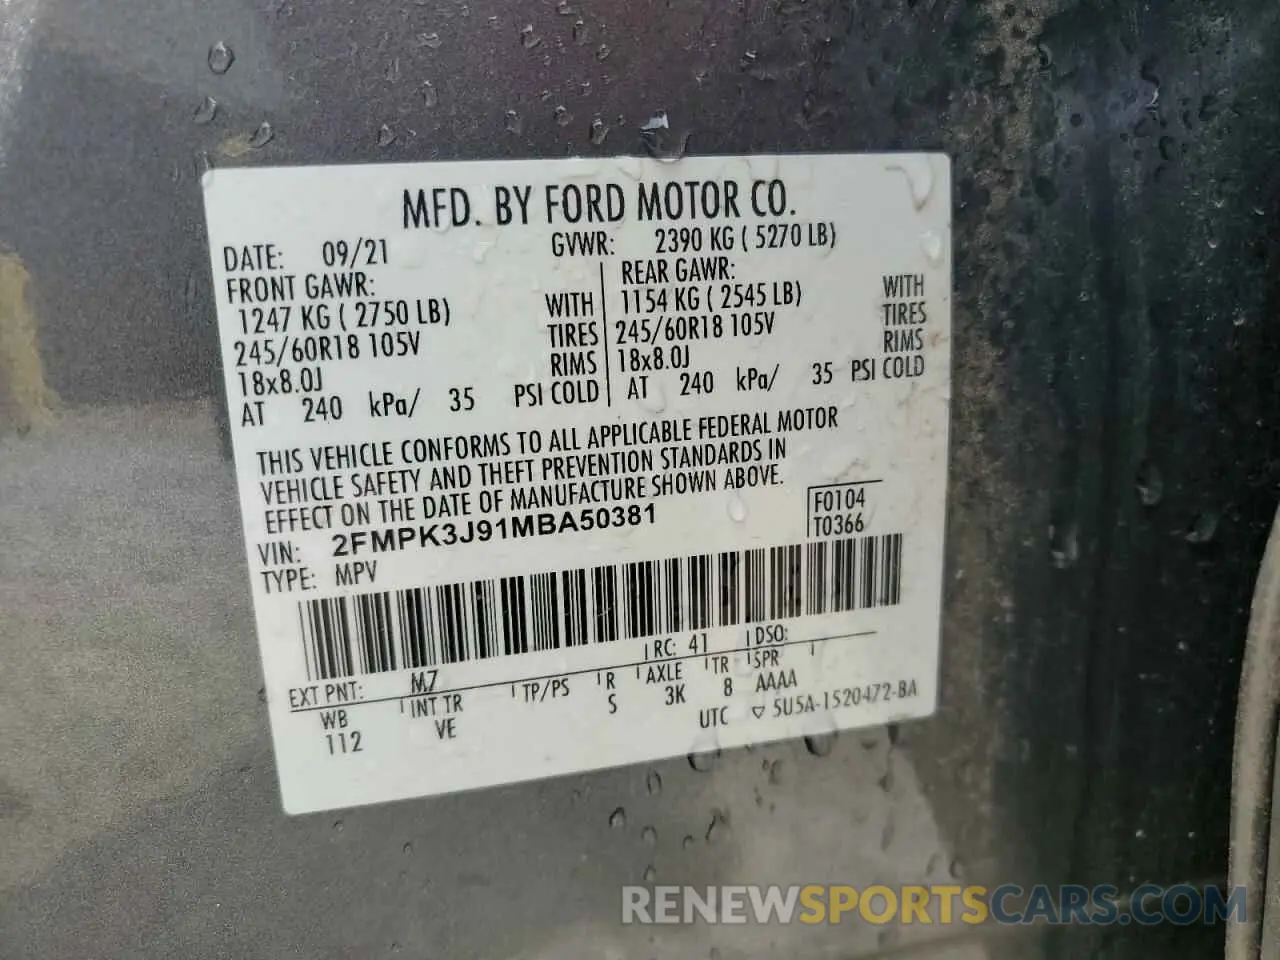 MFD. BY FORD MOTOR CO.
DATE: 09/21 GVWR: 2390 KG ( 5270 LB)
FRONT GAWR: REAR GAWR:
1247 KG ( 2750 LB) WITH 1154 KG ( 2545 LB) WITH
245/60R18 105V TIRES 245/60R18 105V TIRES
18x8.0J RIMS 18x8.0J RIMS
AT 240 kPa/ 35 PSI COLD AT 240 kPa/ 35 PSI COLD
THIS VEHICLE CONFORMS TO ALL APPLICABLE FEDERAL MOTOR
VEHICLE SAFETY AND THEFT PREVENTION STANDARDS IN
EFFECT ON THE DATE OF MANUFACTURE SHOWN ABOVE.
VIN: 2FMPK3J91MBA50381 F0104
TYPE: MPV T0366
EXT PNT: M7 RC: 41 DSO:
WB INT TR TP/PS R AXLE TR SPR
112 VE S 3K 8 AAAA
UTC ▽ 5U5A-1520472-BA
RENEWSPORTSCARS.COM